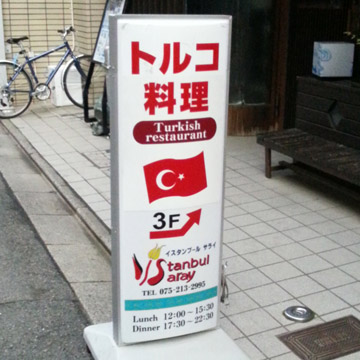 トルコ
料理
Turkish
restaurant
3F
イスタンブール サライ
Istanbul
Saray
TEL 075-213-2995
Lunch 12:00～15:30
Dinner 17:30～22:30